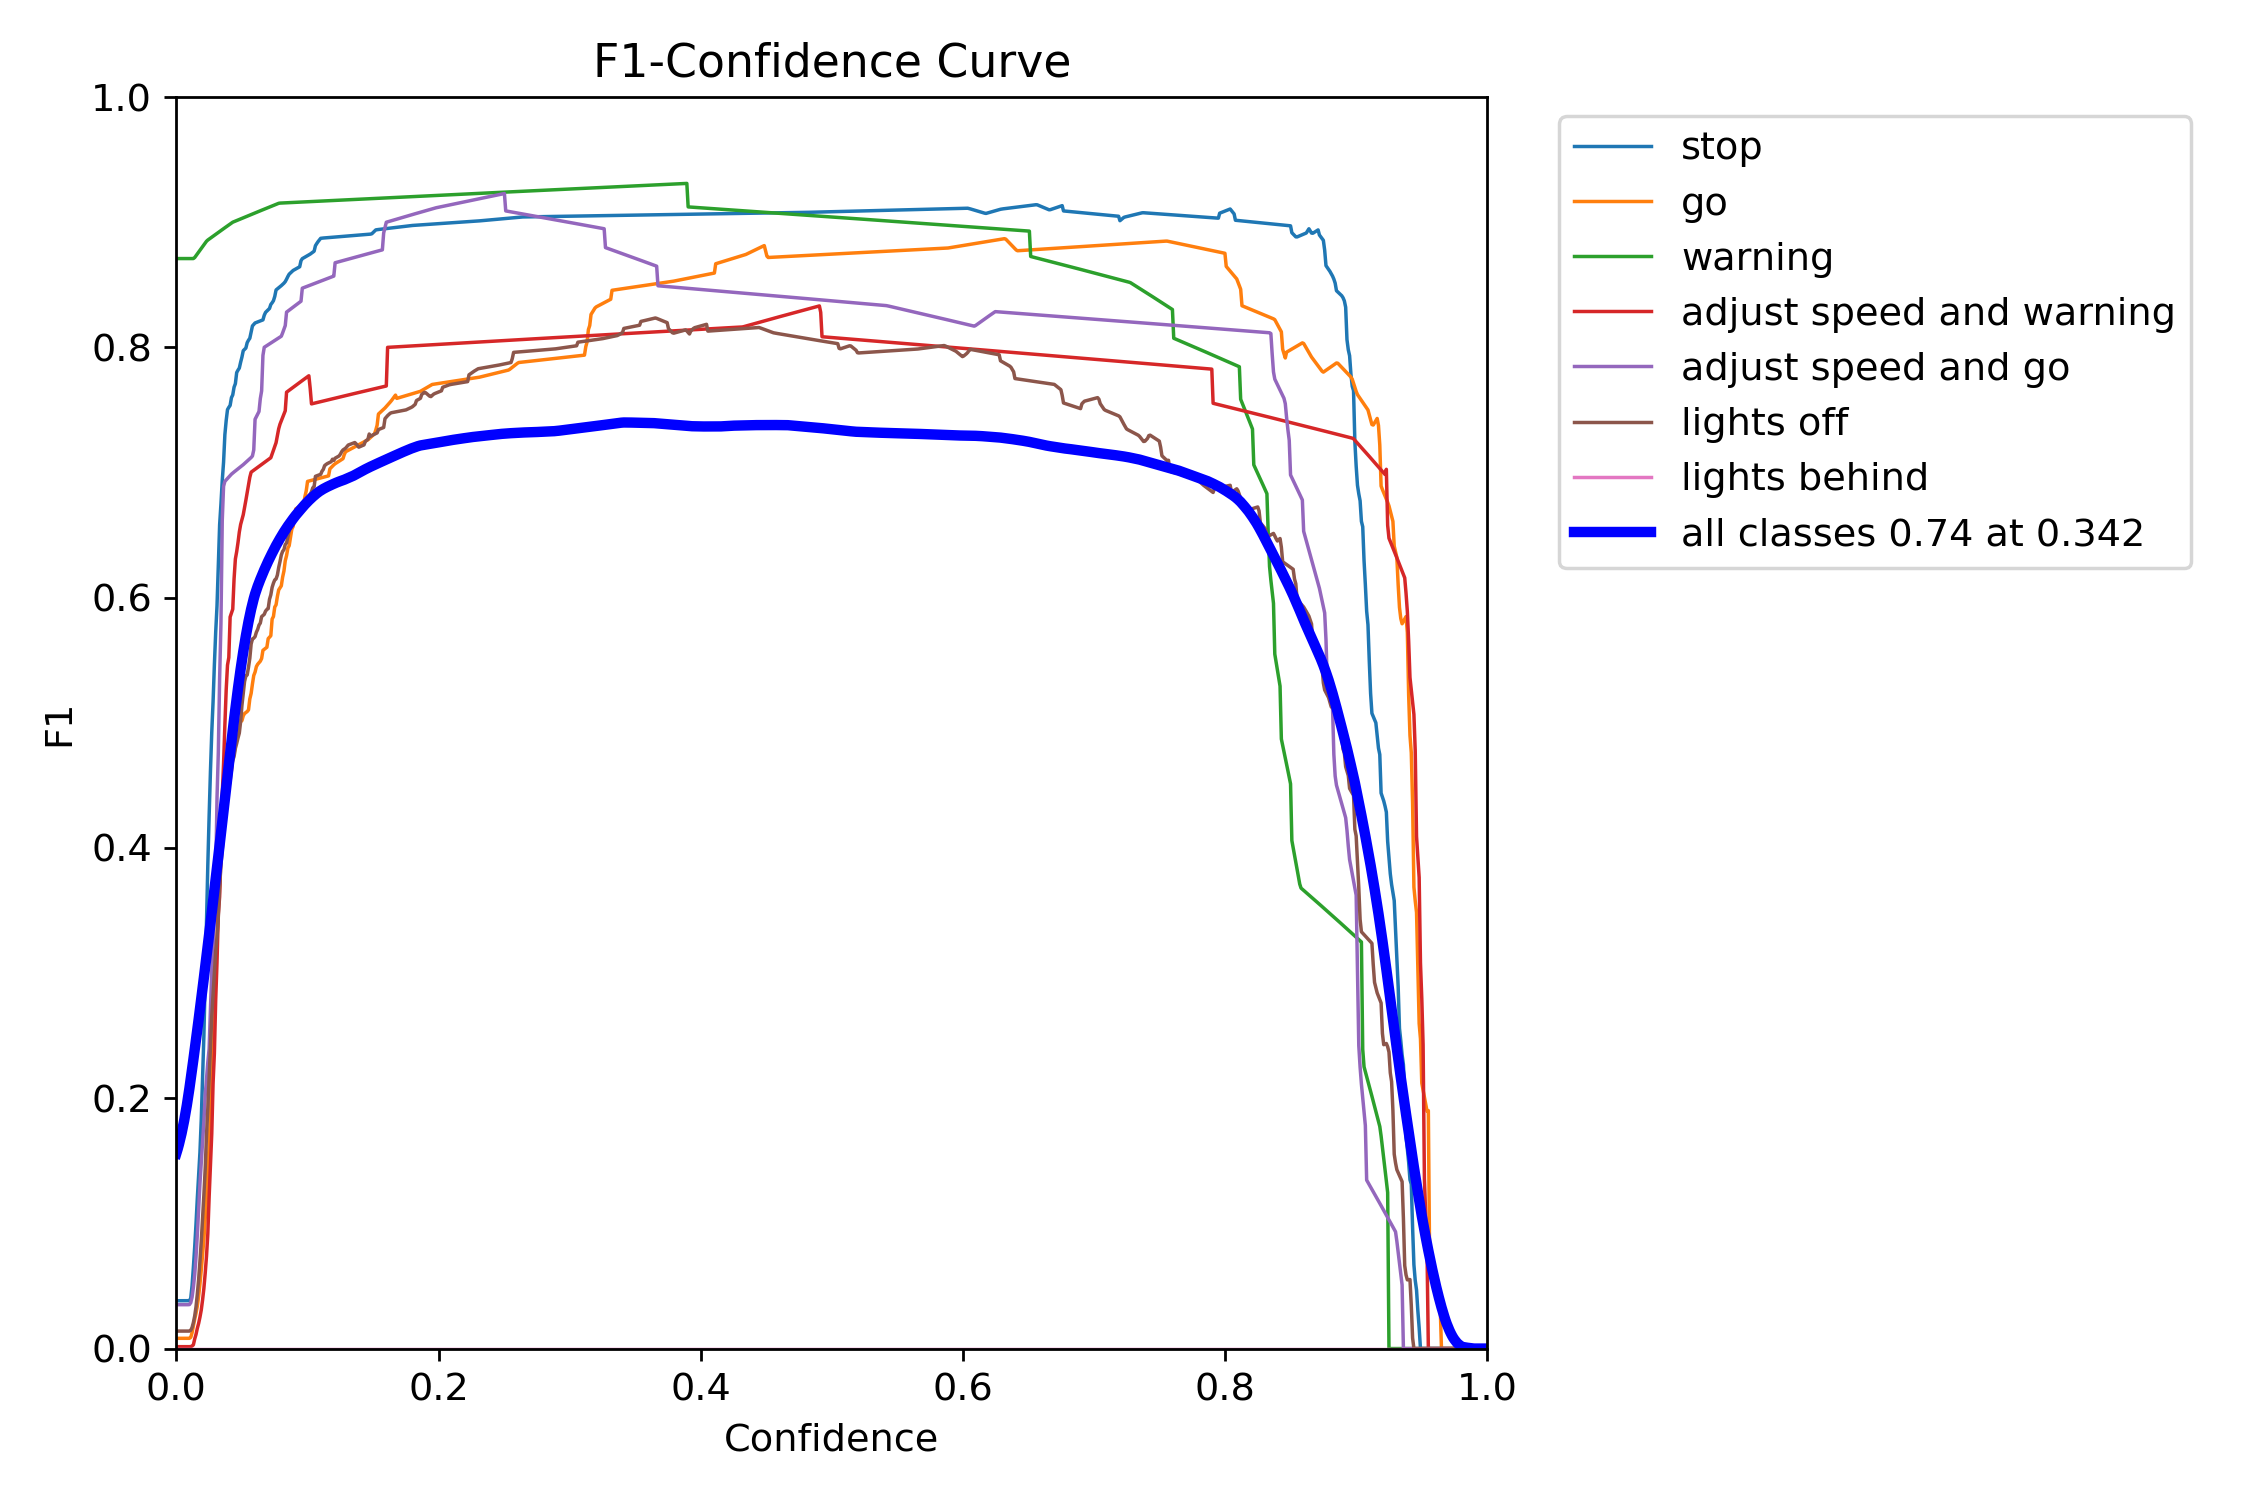 F1-Confidence Curve
1.0
0.8
0.6
0.4
0.2
0.0
F1
0.0 0.2 0.4 0.6 0.8 1.0
Confidence
stop
go
warning
adjust speed and warning
adjust speed and go
lights off
lights behind
all classes 0.74 at 0.342